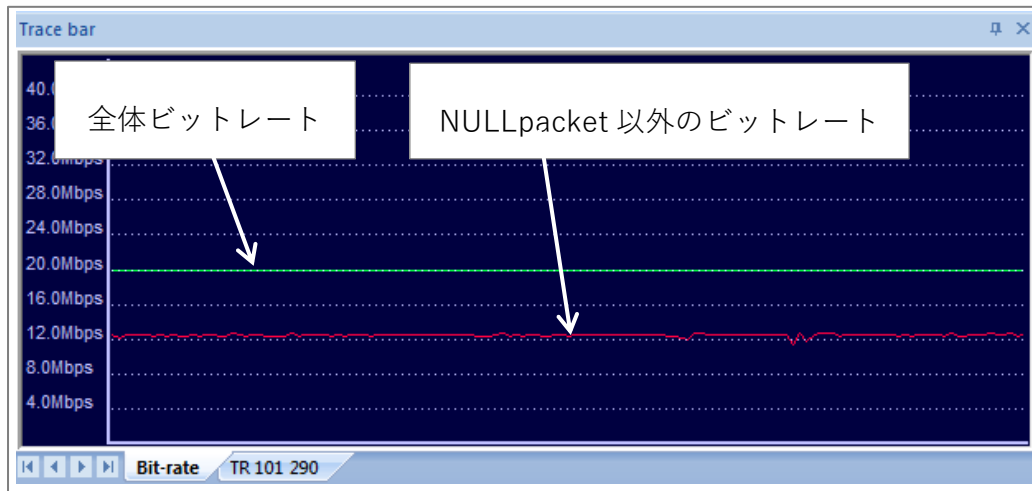 Trace bar
40.0
全体ビットレート
NULLpacket 以外のビットレート
36.0
32.0Mbps
28.0Mbps
24.0Mbps
20.0Mbps
16.0Mbps
12.0Mbps
8.0Mbps
4.0Mbps
Bit-rate
TR 101 290